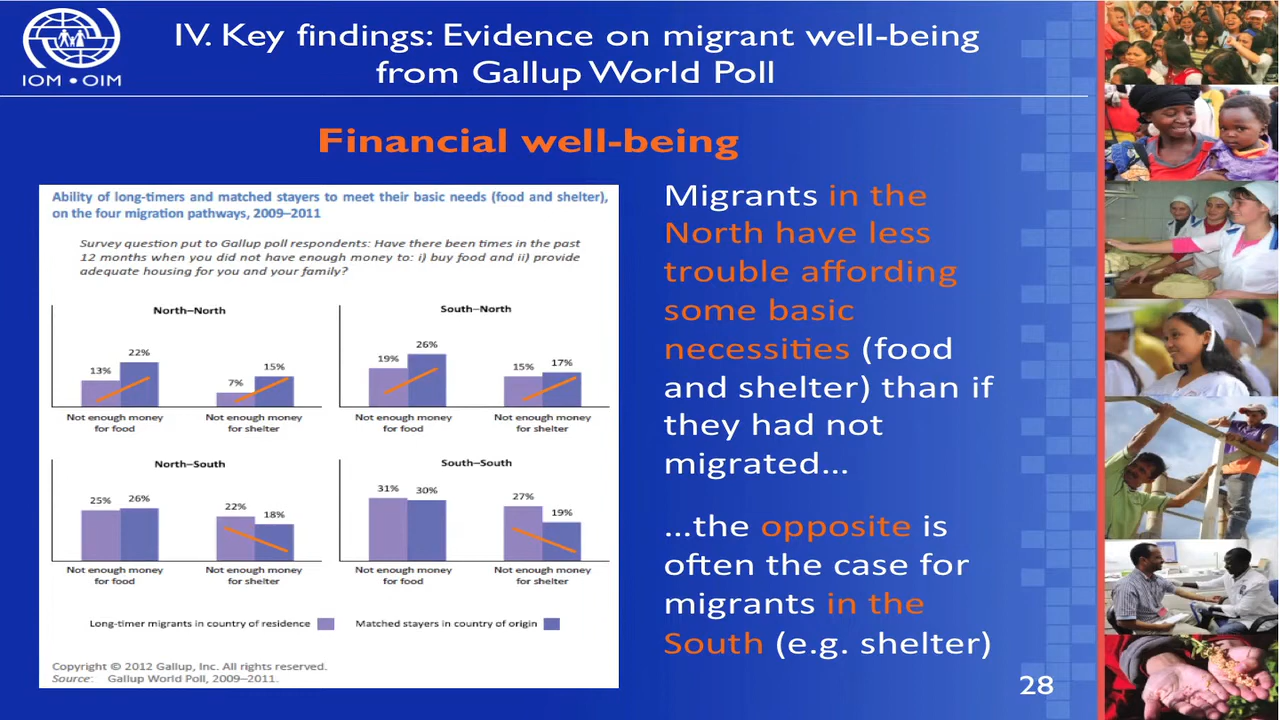 IOM • OIM
IV. Key findings: Evidence on migrant well-being
from Gallup World Poll
Financial well-being
Ability of long-timers and matched stayers to meet their basic needs (food and shelter),
on the four migration pathways, 2009–2011
Survey question put to Gallup poll respondents: Have there been times in the past
12 months when you did not have enough money to: i) buy food and ii) provide
adequate housing for you and your family?
North–North
13%
22%
7%
15%
Not enough money
for food
Not enough money
for shelter
South–North
19%
26%
15%
17%
Not enough money
for food
Not enough money
for shelter
North–South
25%
26%
22%
18%
Not enough money
for food
Not enough money
for shelter
South–South
31%
30%
27%
19%
Not enough money
for food
Not enough money
for shelter
Long-timer migrants in country of residence
Matched stayers in country of origin
Copyright © 2012 Gallup, Inc. All rights reserved.
Source: Gallup World Poll, 2009–2011.
Migrants in the
North have less
trouble affording
some basic
necessities (food
and shelter) than if
they had not
migrated...
...the opposite is
often the case for
migrants in the
South (e.g. shelter)
28